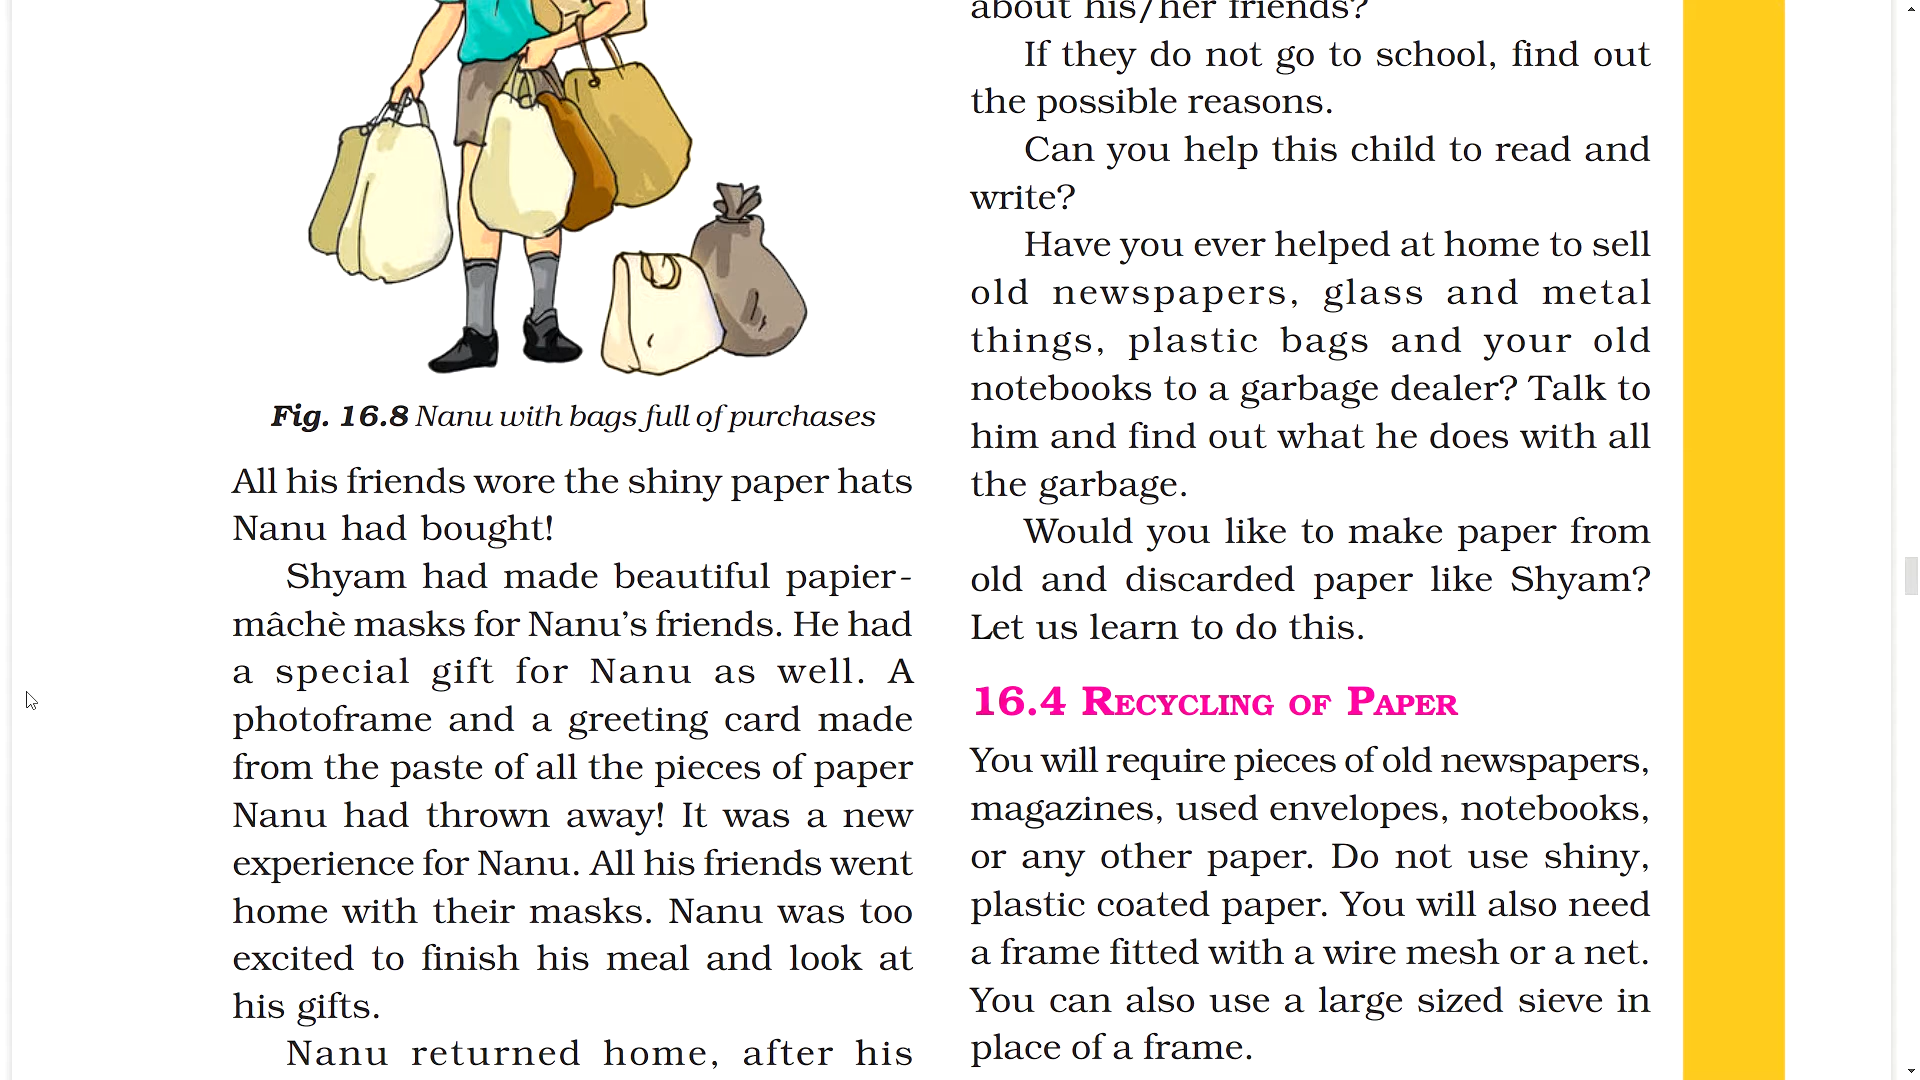 Fig. 16.8 Nanu with bags full of purchases
All his friends wore the shiny paper hats
Nanu had bought!
Shyam had made beautiful papier-
mâchè masks for Nanu’s friends. He had
a special gift for Nanu as well. A
photoframe and a greeting card made
from the paste of all the pieces of paper
Nanu had thrown away! It was a new
experience for Nanu. All his friends went
home with their masks. Nanu was too
excited to finish his meal and look at
his gifts.
Nanu returned home, after his
about his/her friends?
If they do not go to school, find out
the possible reasons.
Can you help this child to read and
write?
Have you ever helped at home to sell
old newspapers, glass and metal
things, plastic bags and your old
notebooks to a garbage dealer? Talk to
him and find out what he does with all
the garbage.
Would you like to make paper from
old and discarded paper like Shyam?
Let us learn to do this.
16.4 RECYCLING OF PAPER
You will require pieces of old newspapers,
magazines, used envelopes, notebooks,
or any other paper. Do not use shiny,
plastic coated paper. You will also need
a frame fitted with a wire mesh or a net.
You can also use a large sized sieve in
place of a frame.